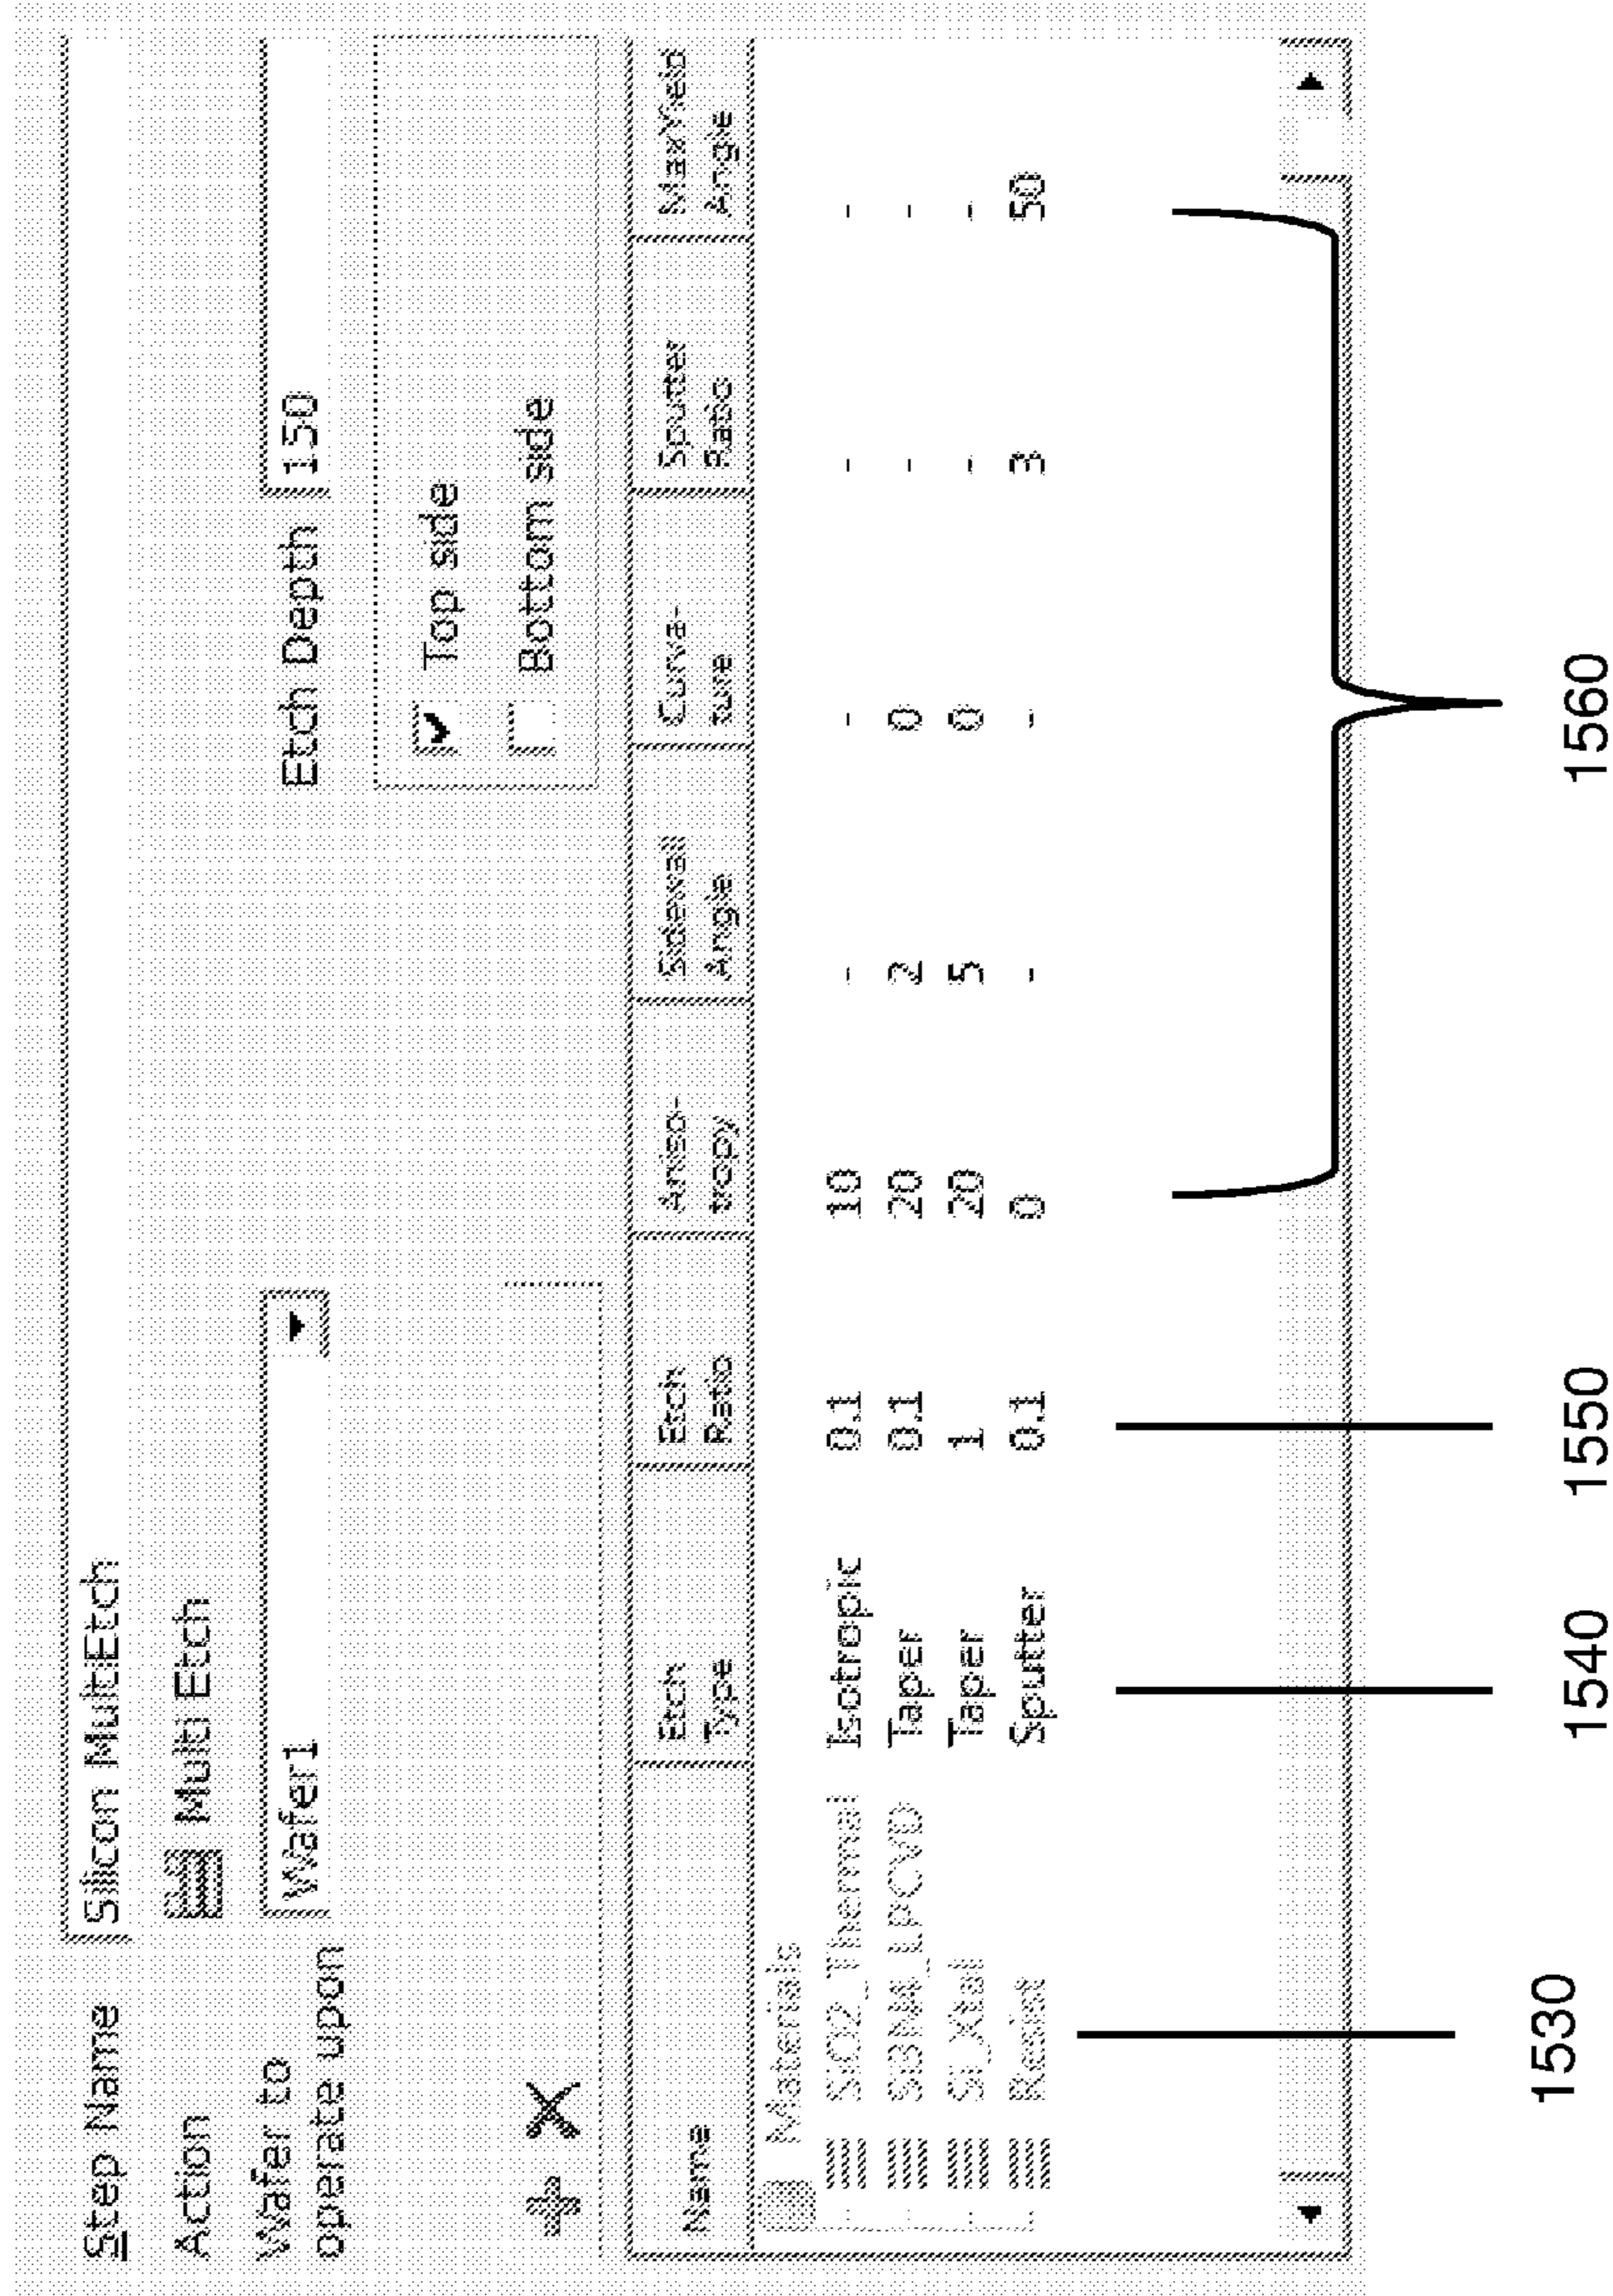 Step Name Silicon MultiEtch
Action Multi Etch
Wafer to
operate upon Wafer1 Etch Depth 150
Top side
Bottom side
Name Etch Type Etch Ratio Aniso-tropy Sidewall Angle Curva-ture Sputter Ratio MaxYield Angle
Materials
SiO2_Thermal Isotropic 0.1 10 - - - -
Si3N4_LPCVD Taper 0.1 20 2 0 - -
Si_Xtal Taper 1 20 5 0 - -
Resist Sputter 0.1 0 - - 3 50
1530 1540 1550 1560